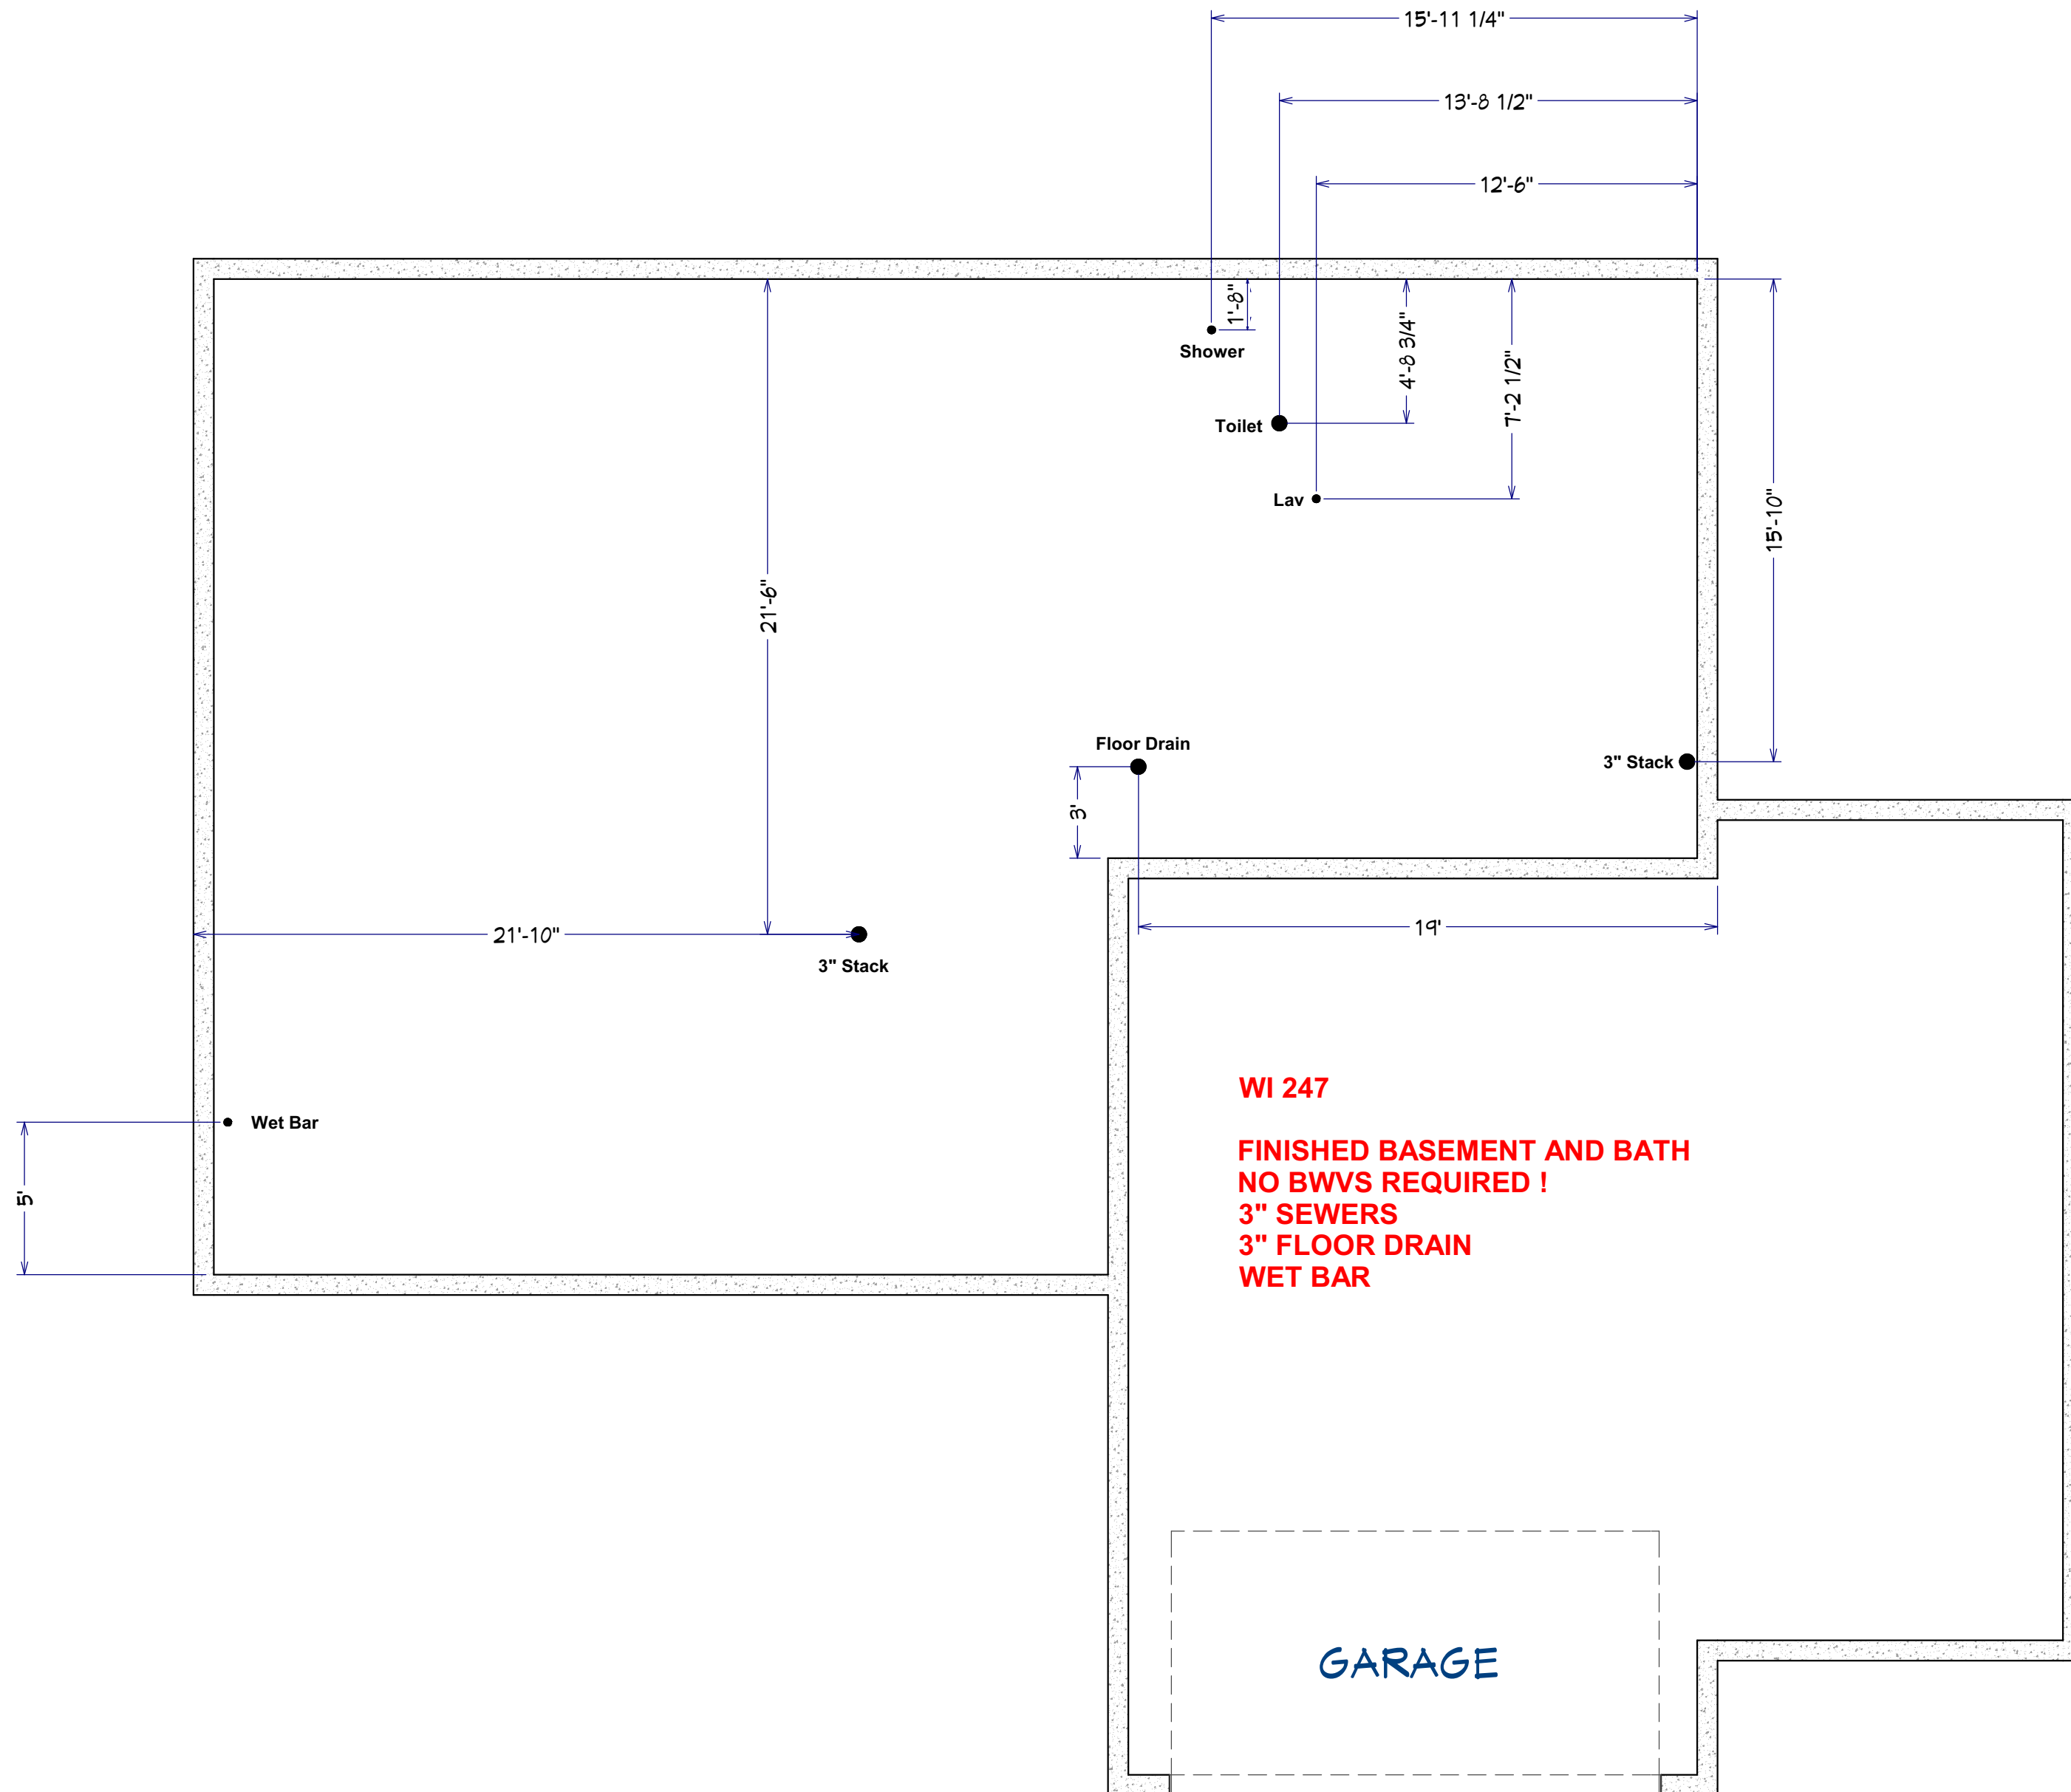 15'-11 1/4"
13'-8 1/2"
12'-6"
1'-8"
Shower
4'-8 3/4"
7'-2 1/2"
Toilet
Lav
15'-10"
21'-6"
Floor Drain
3" Stack
3'
21'-10"
19'
3" Stack
WI 247
Wet Bar
5'
FINISHED BASEMENT AND BATH
NO BWVS REQUIRED !
3" SEWERS
3" FLOOR DRAIN
WET BAR
GARAGE